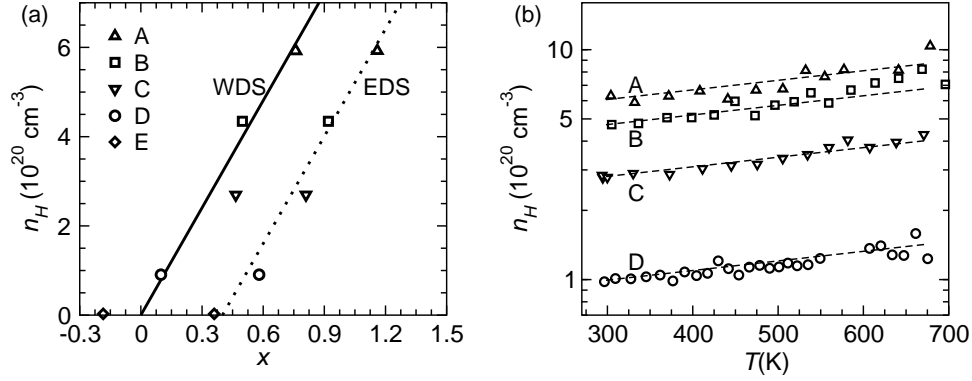 (a)
n_H (10^20 cm^-3)
6
4
2
0
A
B
C
D
E
WDS
EDS
-0.3 0 0.3 0.6 0.9 1.2 1.5
x
(b)
n_H (10^20 cm^-3)
10
5
1
A
B
C
D
300 400 500 600 700
T(K)